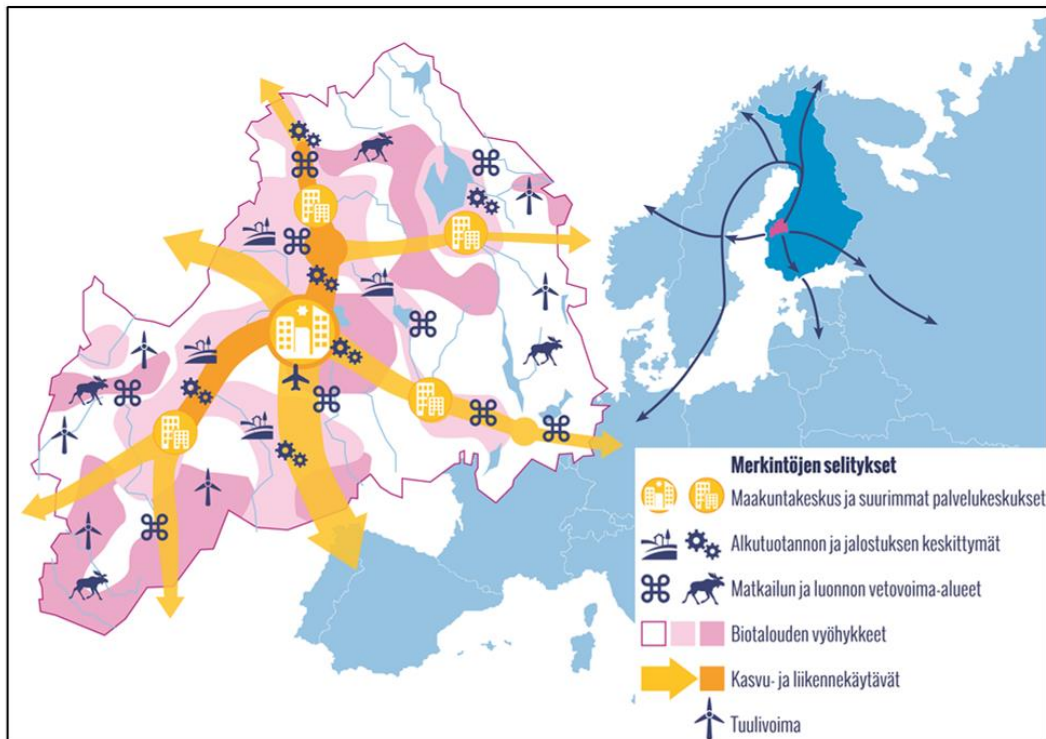 Merkintöjen selitykset
Maakuntakeskus ja suurimmat palvelukeskukset
Alkutuotannon ja jalostuksen keskittymät
Matkailun ja luonnon vetovoima-alueet
Biotalouden vyöhykkeet
Kasvu- ja liikennekäytävät
Tuulivoima